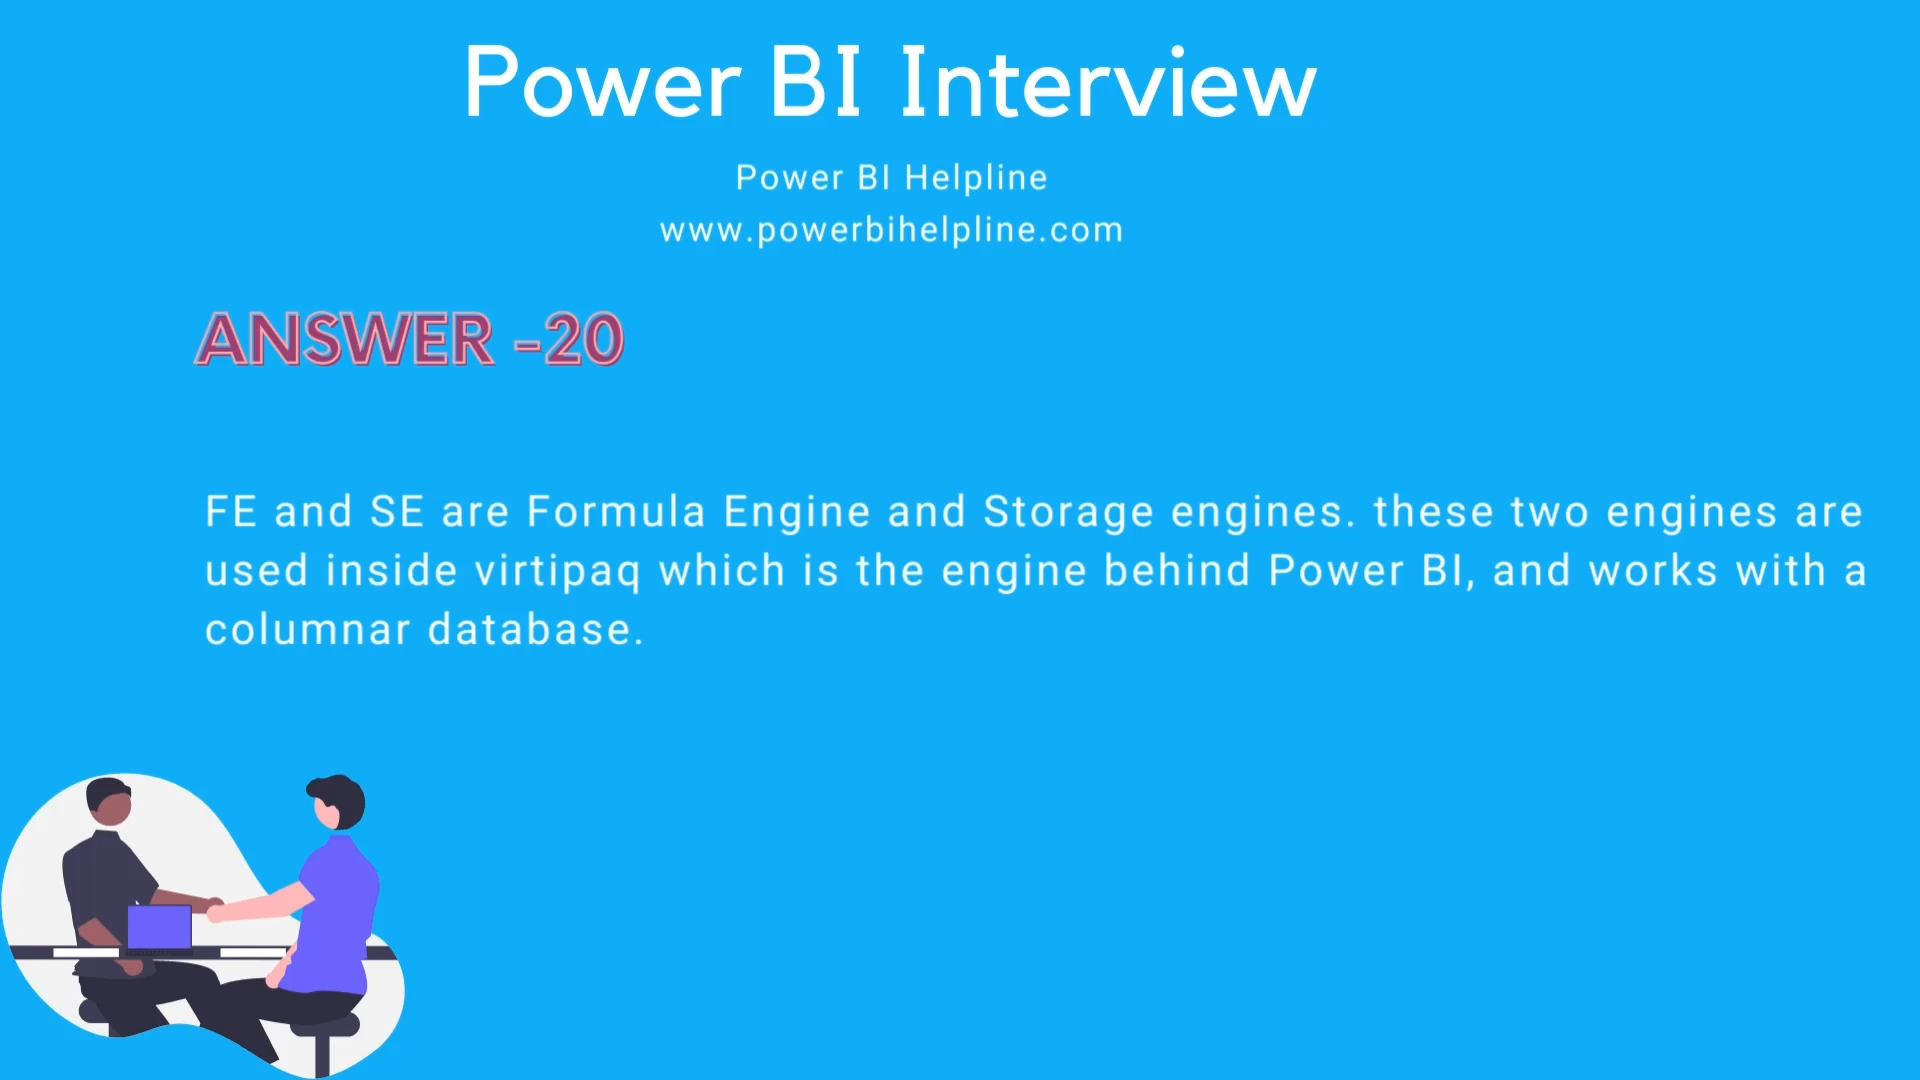 Power BI Interview
Power BI Helpline
www.powerbihelpline.com
ANSWER -20
FE and SE are Formula Engine and Storage engines. these two engines are
used inside virtipaq which is the engine behind Power BI, and works with a
columnar database.